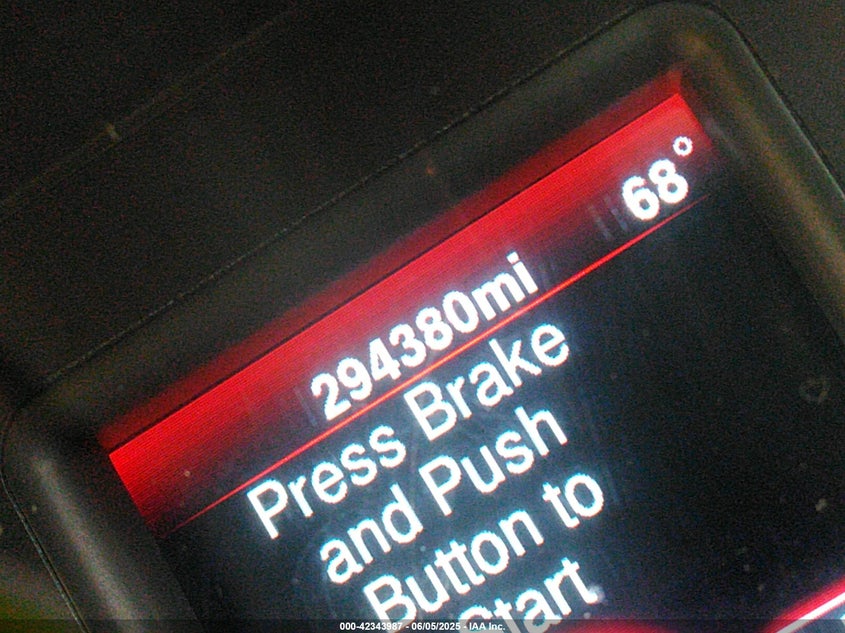 68°
294380mi
Press Brake
and Push
Button to
Start
000-42343987 - 06/05/2025 - IAA Inc.